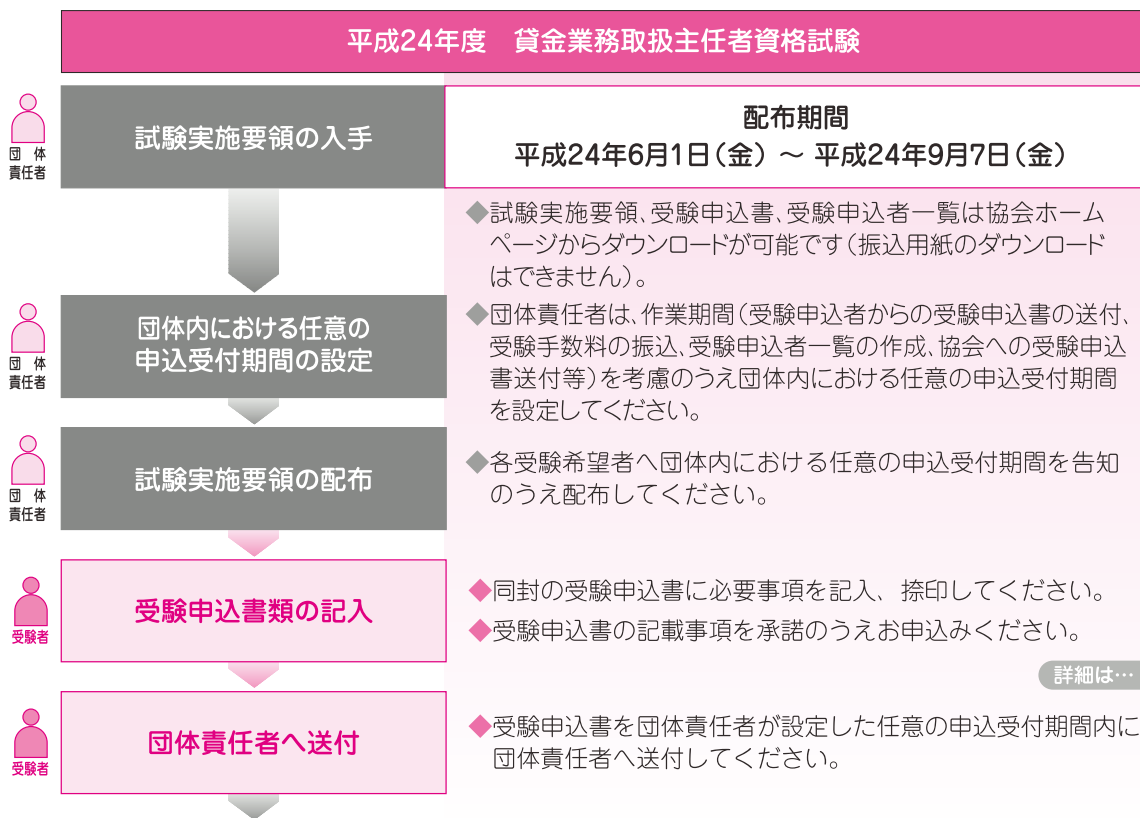 平成24年度　貸金業務取扱主任者資格試験
団体
責任者
試験実施要領の入手
配布期間
平成24年6月1日(金) ～ 平成24年9月7日(金)
◆試験実施要領、受験申込書、受験申込者一覧は協会ホーム
ページからダウンロードが可能です(振込用紙のダウンロード
はできません)。
団体
責任者
団体内における任意の
申込受付期間の設定
◆団体責任者は、作業期間(受験申込者からの受験申込書の送付、
受験手数料の振込、受験申込者一覧の作成、協会への受験申込
書送付等)を考慮のうえ団体内における任意の申込受付期間
を設定してください。
団体
責任者
試験実施要領の配布
◆各受験希望者へ団体内における任意の申込受付期間を告知
のうえ配布してください。
受験者
受験申込書類の記入
◆同封の受験申込書に必要事項を記入、捺印してください。
◆受験申込書の記載事項を承諾のうえお申込みください。
詳細は…
受験者
団体責任者へ送付
◆受験申込書を団体責任者が設定した任意の申込受付期間内に
団体責任者へ送付してください。